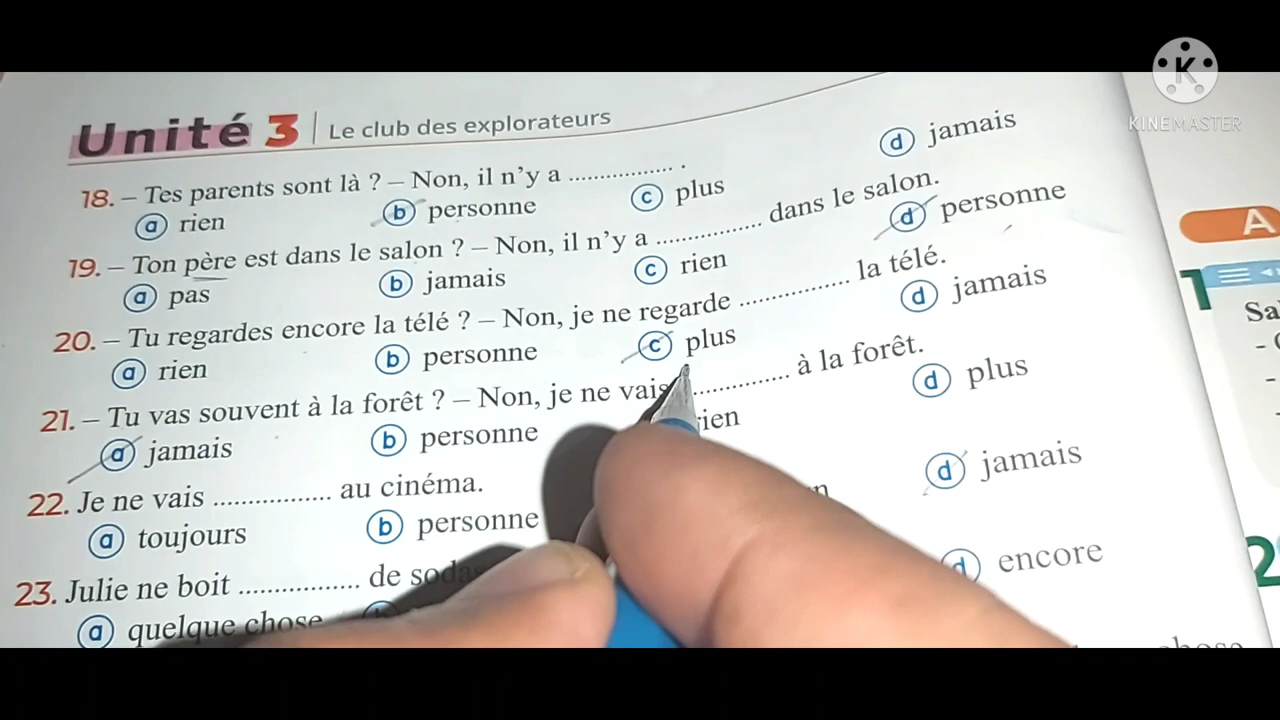 KINEMASTER
Unité 3 Le club des explorateurs
18. – Tes parents sont là ? – Non, il n'y a ................ .
a rien b personne c plus d jamais
19. – Ton père est dans le salon ? – Non, il n'y a ................ dans le salon.
a pas b jamais c rien d personne
20. – Tu regardes encore la télé ? – Non, je ne regarde ................ la télé.
a rien b personne c plus d jamais
21. – Tu vas souvent à la forêt ? – Non, je ne vais ................ à la forêt.
a jamais b personne rien d plus
22. Je ne vais ................ au cinéma.
a toujours b personne d jamais
23. Julie ne boit ................ de soda
a quelque chose d encore
A
1
Sa
2